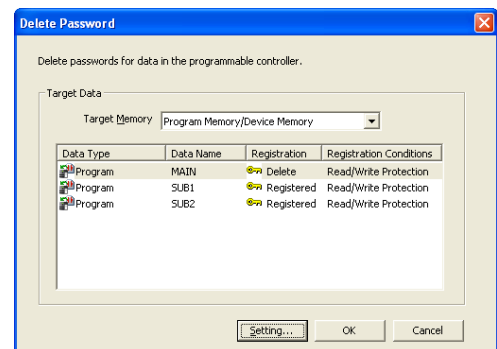 Delete Password
Delete passwords for data in the programmable controller.
Target Data
Target Memory Program Memory/Device Memory
Data Type Data Name Registration Registration Conditions
Program MAIN Delete Read/Write Protection
Program SUB1 Registered Read/Write Protection
Program SUB2 Registered Read/Write Protection
Setting... OK Cancel